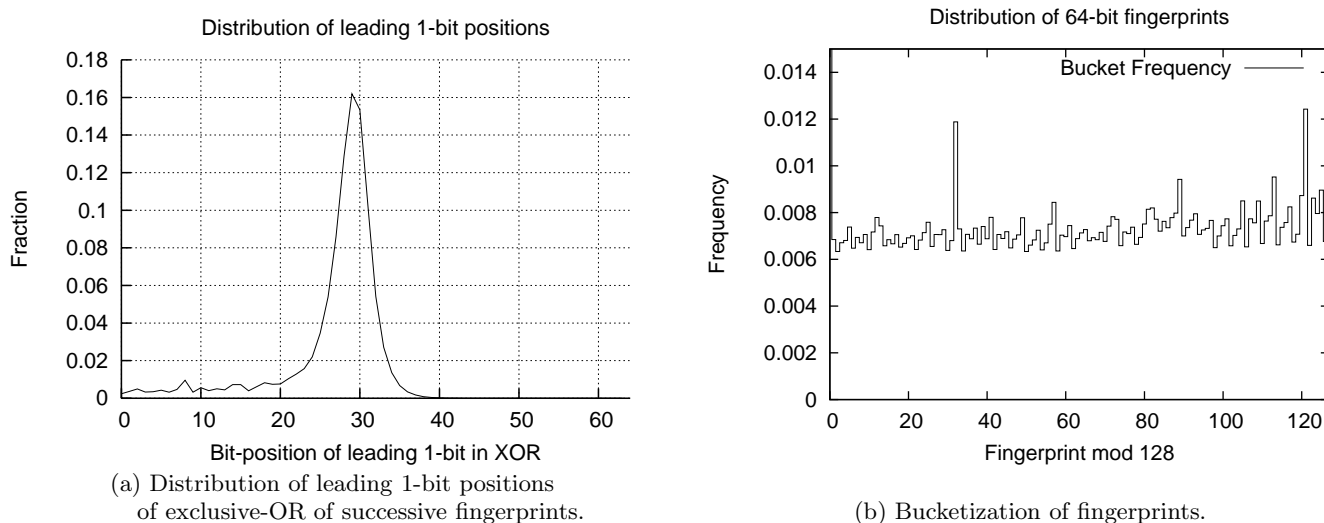 Distribution of leading 1-bit positions
0.18
0.16
0.14
0.12
0.1
0.08
0.06
0.04
0.02
0
Fraction
0 10 20 30 40 50 60
Bit-position of leading 1-bit in XOR
(a) Distribution of leading 1-bit positions
of exclusive-OR of successive fingerprints.
Distribution of 64-bit fingerprints
Bucket Frequency
0.014
0.012
0.01
0.008
0.006
0.004
0.002
0
Frequency
0 20 40 60 80 100 120
Fingerprint mod 128
(b) Bucketization of fingerprints.